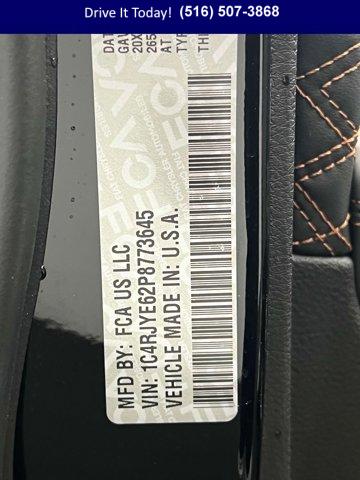 Drive It Today! (516) 507-3868
MFD BY: FCA US LLC
VIN: 1C4RJYE62P8773645
VEHICLE MADE IN: U.S.A.